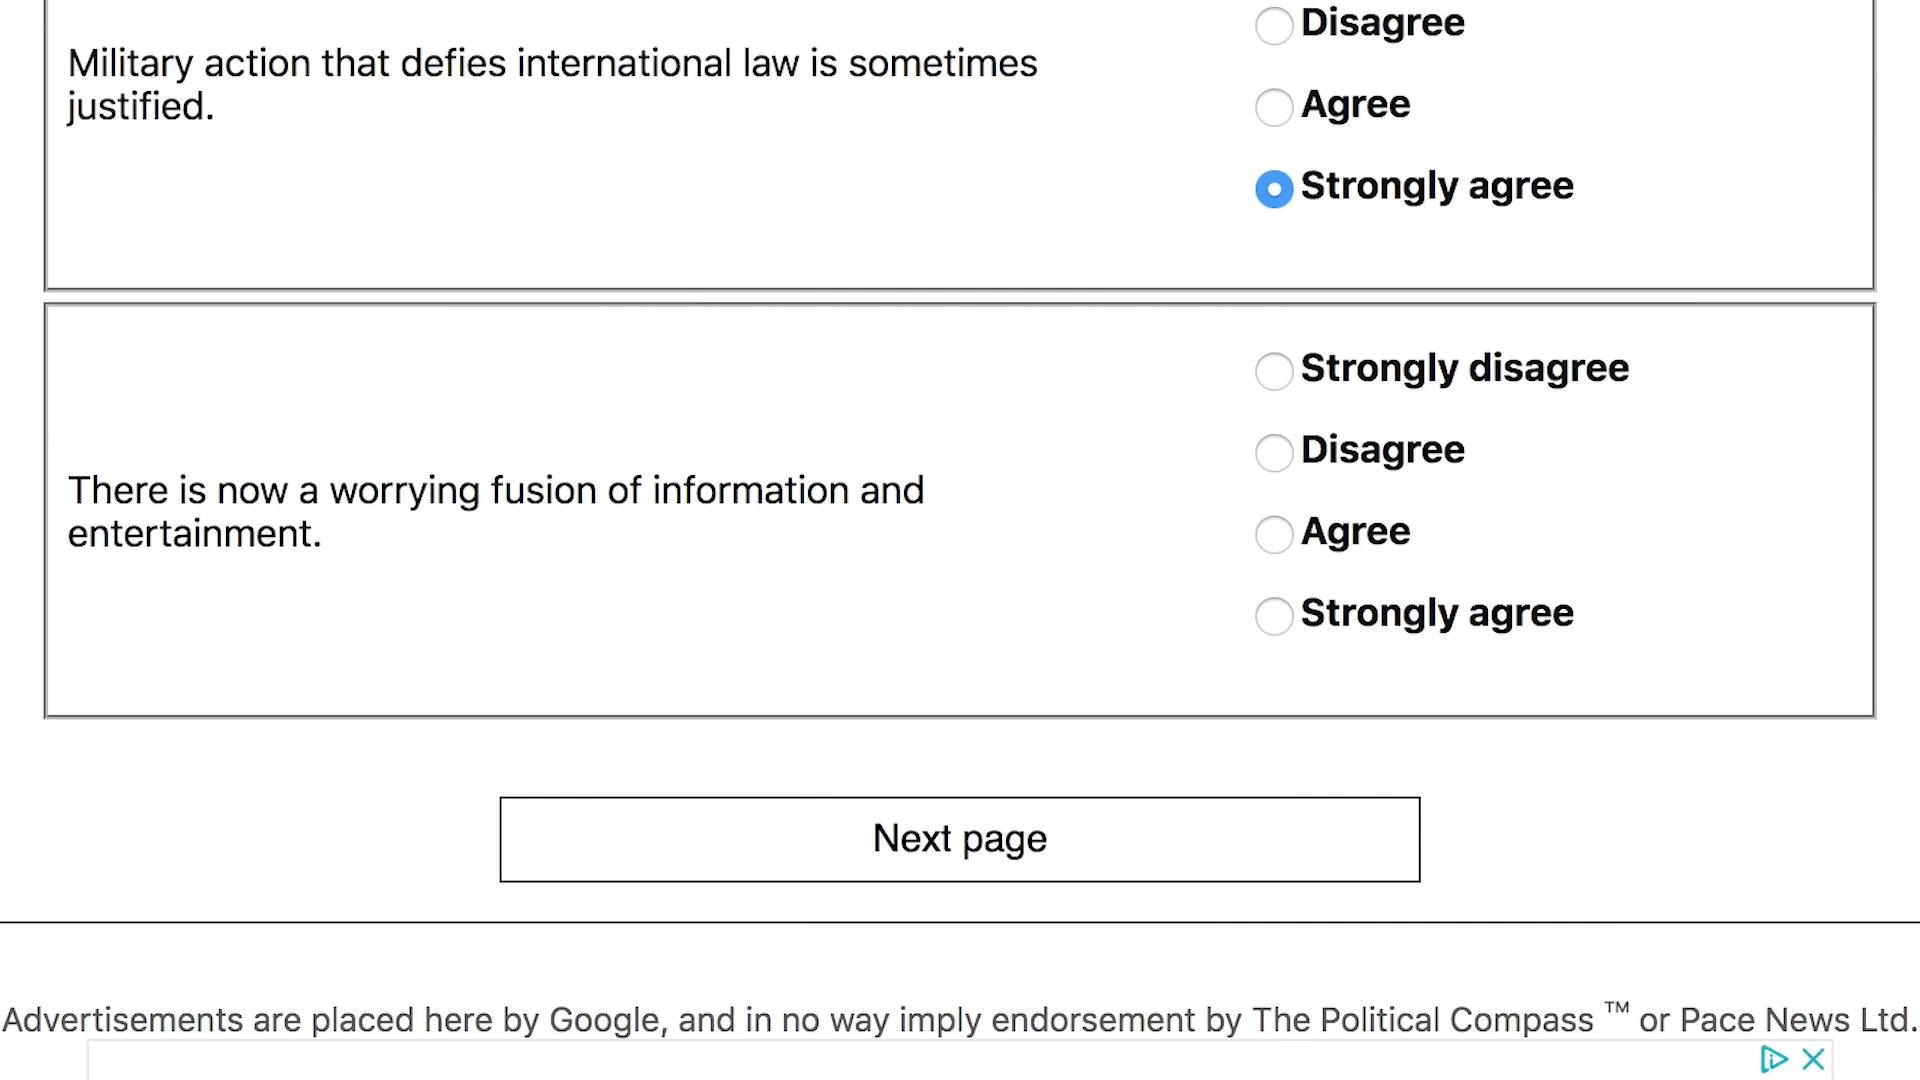 Disagree
Military action that defies international law is sometimes
justified.
Agree
Strongly agree
Strongly disagree
Disagree
There is now a worrying fusion of information and
entertainment.
Agree
Strongly agree
Next page
Advertisements are placed here by Google, and in no way imply endorsement by The Political Compass ™ or Pace News Ltd.